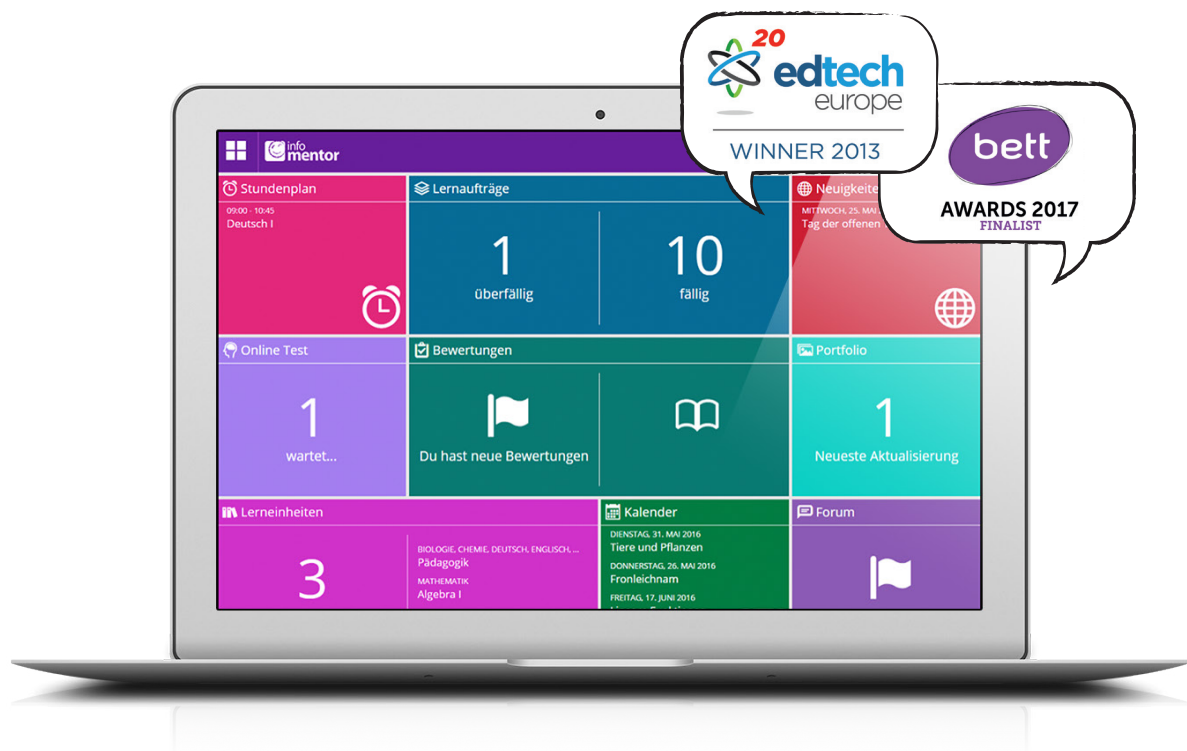 20
edtech
europe
WINNER 2013
bett
AWARDS 2017
FINALIST
info
mentor
Stundenplan
09:00 - 10:45
Deutsch I
Lernaufträge
1
überfällig
10
fällig
MITTWOCH, 25. MAI
Tag der offenen
Online Test
1
wartet...
Bewertungen
Du hast neue Bewertungen
Portfolio
1
Neueste Aktualisierung
Lerneinheiten
3
BIOLOGIE, CHEMIE, DEUTSCH, ENGLISCH, ...
Pädagogik
MATHEMATIK
Algebra I
Kalender
DIENSTAG, 31. MAI 2016
Tiere und Pflanzen
DONNERSTAG, 26. MAI 2016
Fronleichnam
FREITAG, 17. JUNI 2016
Forum